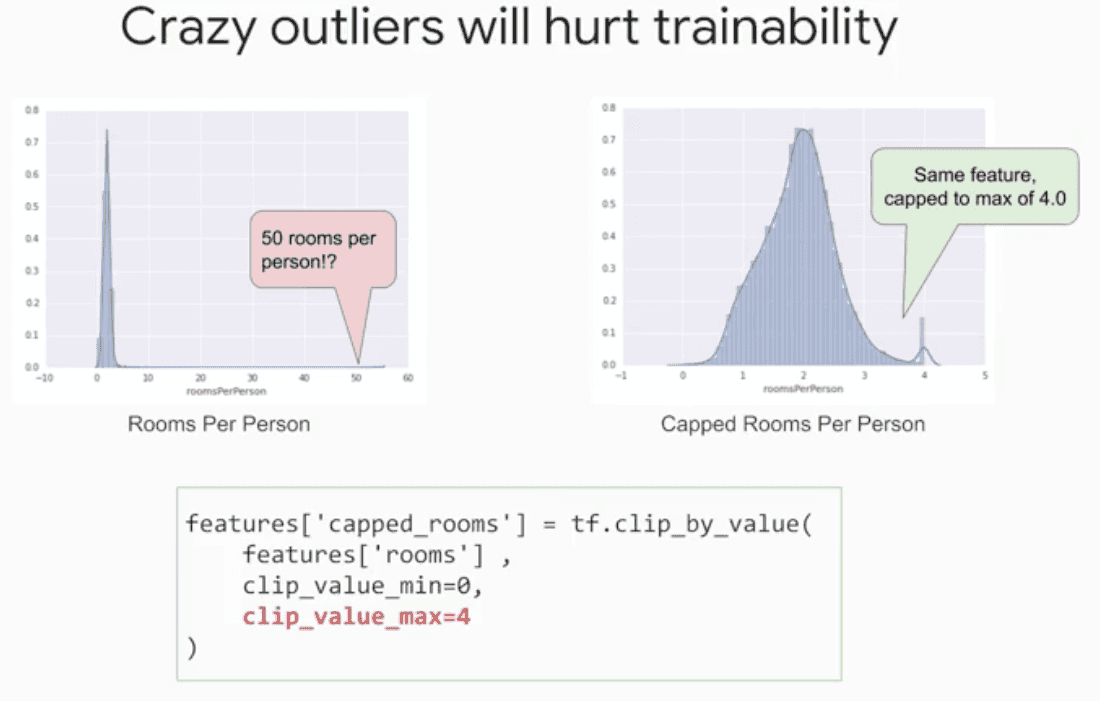 Crazy outliers will hurt trainability
0.8
0.7
0.6
0.5
0.4
0.3
0.2
0.1
0.0
−10
0
10
20
30
40
50
60
roomsPerPerson
50 rooms per
person!?
Rooms Per Person
0.8
0.7
0.6
0.5
0.4
0.3
0.2
0.1
0.0
−1
0
1
2
3
4
5
roomsPerPerson
Same feature,
capped to max of 4.0
Capped Rooms Per Person
features['capped_rooms'] = tf.clip_by_value(
    features['rooms'] ,
    clip_value_min=0,
    clip_value_max=4
)